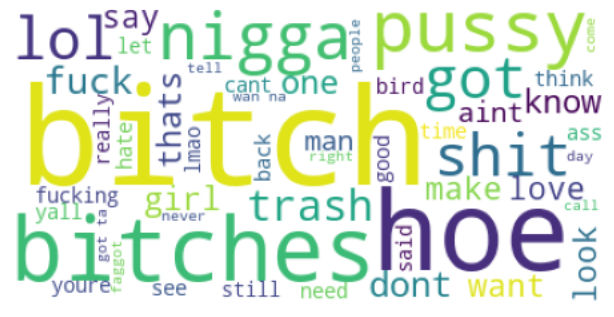 lol
say
let
nigga
people
pussy
come
fuck
tell
cant
one
wan na
bird
got
think
know
aint
really
hate
thats
lmao
bitch
back
man
right
time
good
shit
ass
day
fucking
yall
girl
never
trash
make
love
call
bitches
got ta
faggot
hoe
said
look
youre
see
still
need
dont
want